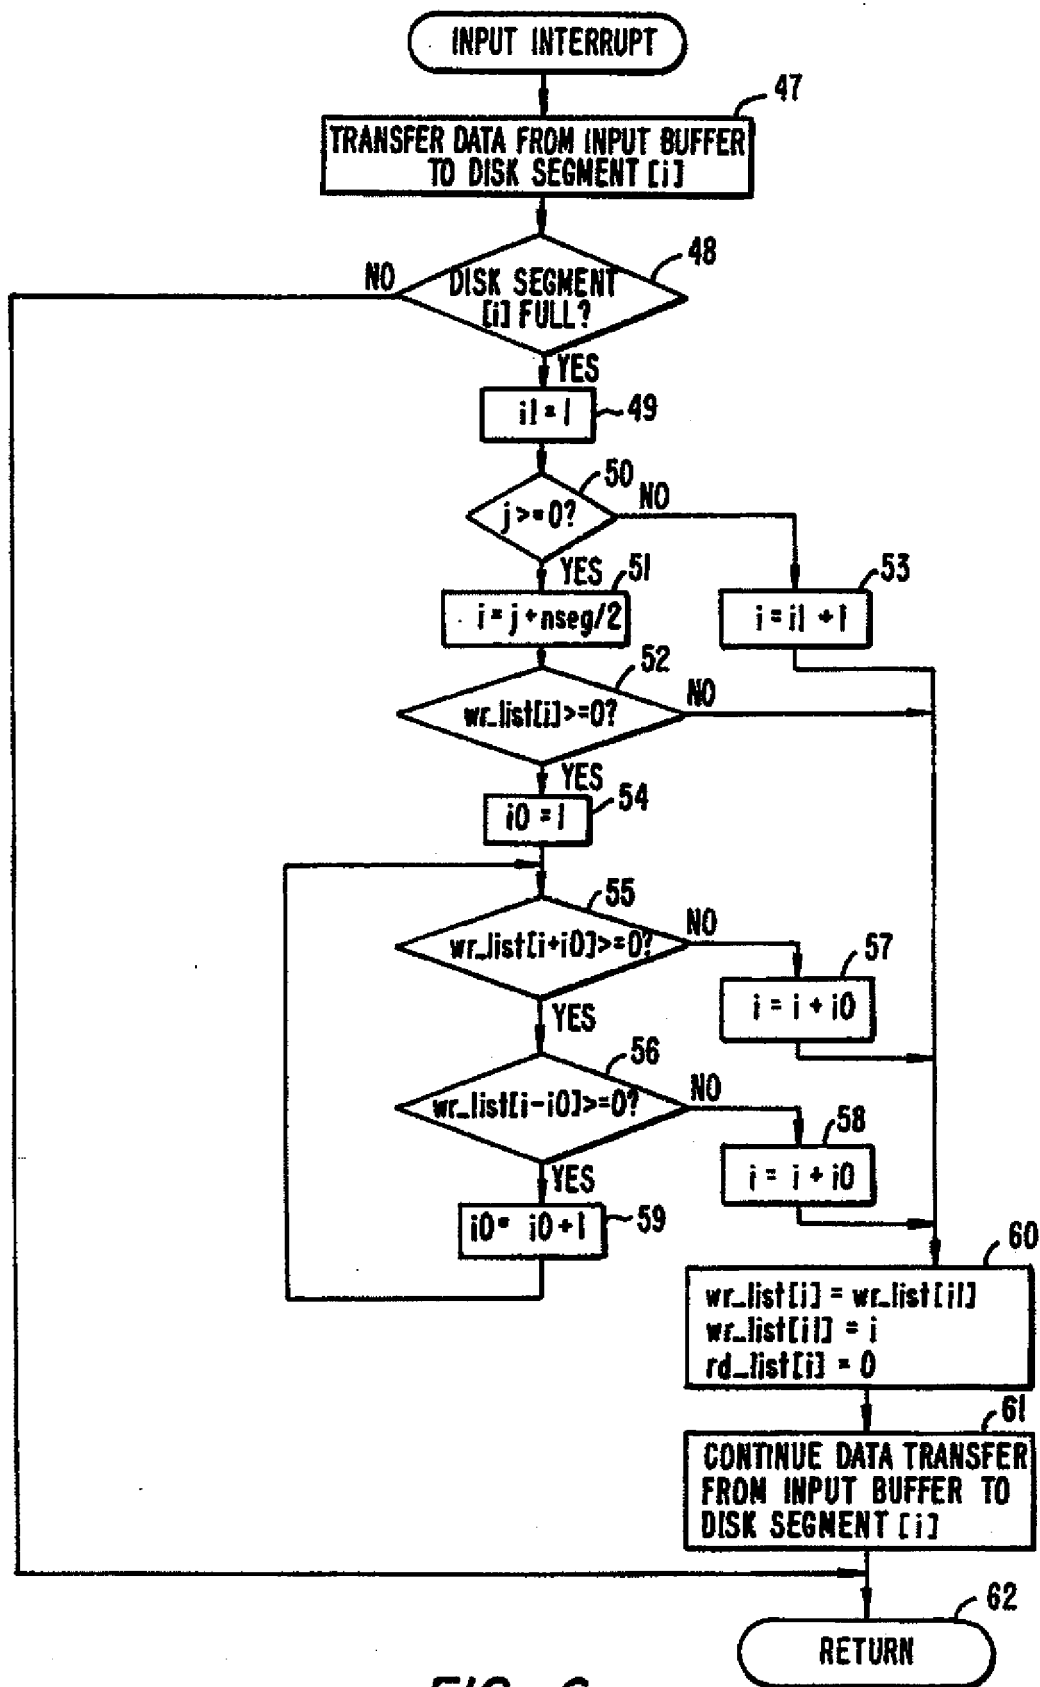 INPUT INTERRUPT
47
TRANSFER DATA FROM INPUT BUFFER
TO DISK SEGMENT [i]
48
NO
DISK SEGMENT
[i] FULL?
YES
i1 = i
49
50
j >= 0?
NO
YES
51
i = j + nseg/2
53
i = i1 + 1
52
wr_list[i]>=0?
NO
YES
54
i0 = 1
55
wr_list[i+i0]>=0?
NO
57
i = i + i0
YES
56
wr_list[i-i0]>=0?
NO
58
i = i + i0
YES
i0= i0+1
59
60
wr_list[i] = wr_list[i1]
wr_list[i1] = i
rd_list[i] = 0
61
CONTINUE DATA TRANSFER
FROM INPUT BUFFER TO
DISK SEGMENT [i]
62
RETURN